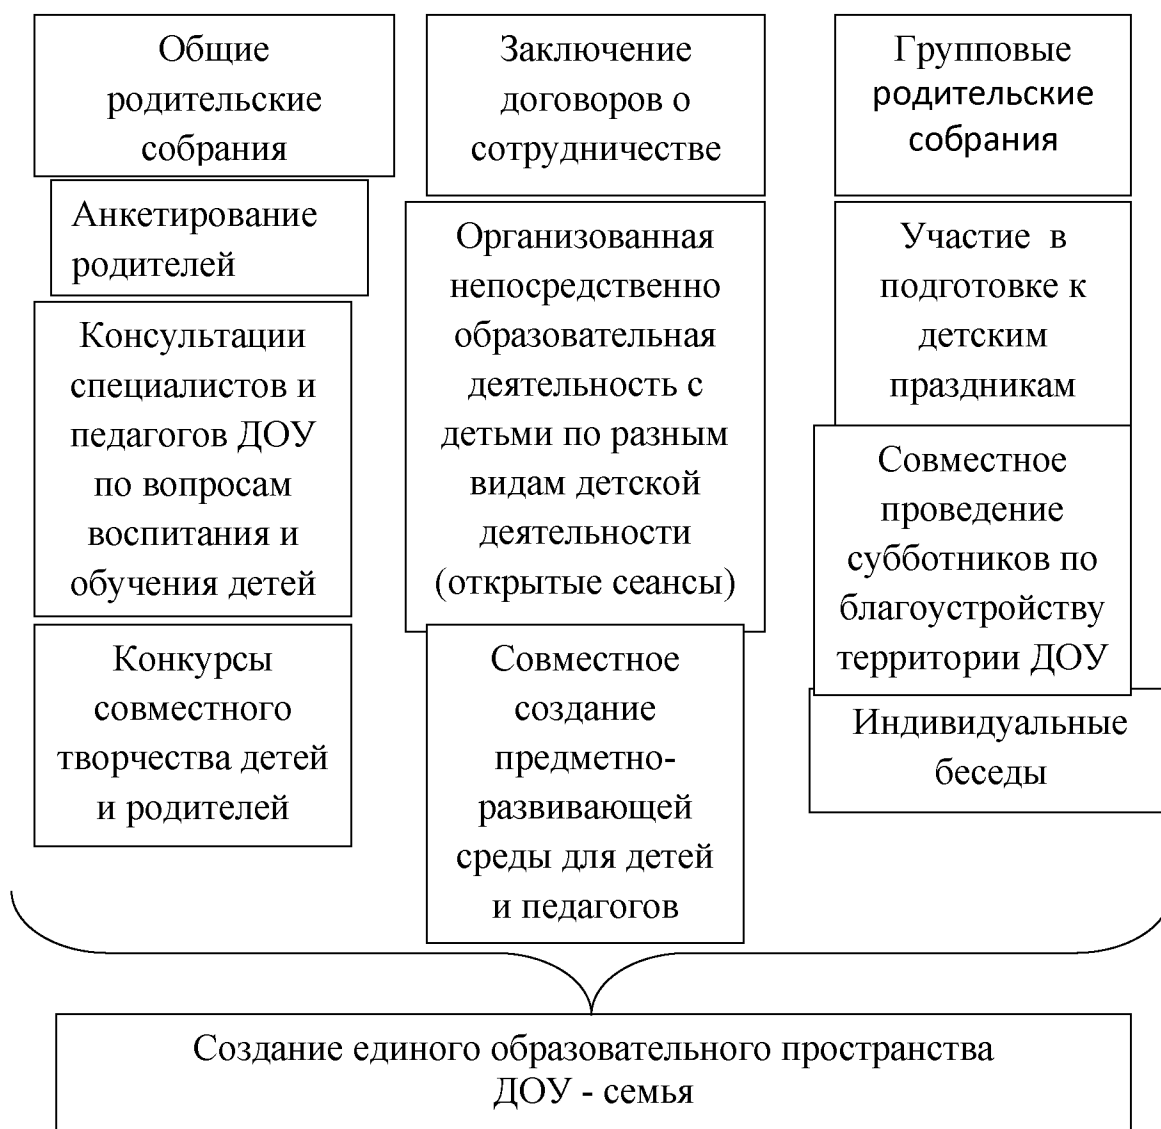 Общие
родительские
собрания
Анкетирование
родителей
Консультации
специалистов и
педагогов ДОУ
по вопросам
воспитания и
обучения детей
Конкурсы
совместного
творчества детей
и родителей
Заключение
договоров о
сотрудничестве
Организованная
непосредственно
образовательная
деятельность с
детьми по разным
видам детской
деятельности
(открытые сеансы)
Совместное
создание
предметно-
развивающей
среды для детей
и педагогов
Групповые
родительские
собрания
Участие в
подготовке к
детским
праздникам
Совместное
проведение
субботников по
благоустройству
территории ДОУ
Индивидуальные
беседы
Создание единого образовательного пространства
ДОУ - семья